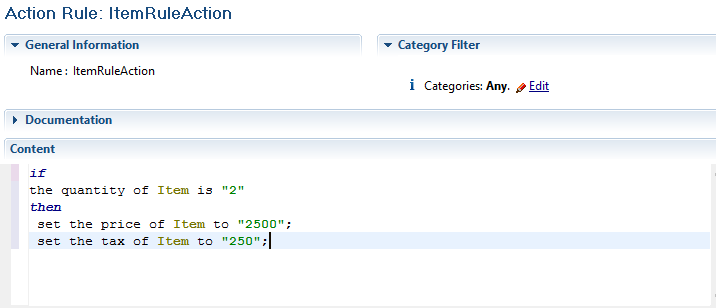 Action Rule: ItemRuleAction
General Information
Category Filter
Name : ItemRuleAction
i Categories: Any. Edit
Documentation
Content
if
the quantity of Item is "2"
then
set the price of Item to "2500";
set the tax of Item to "250";